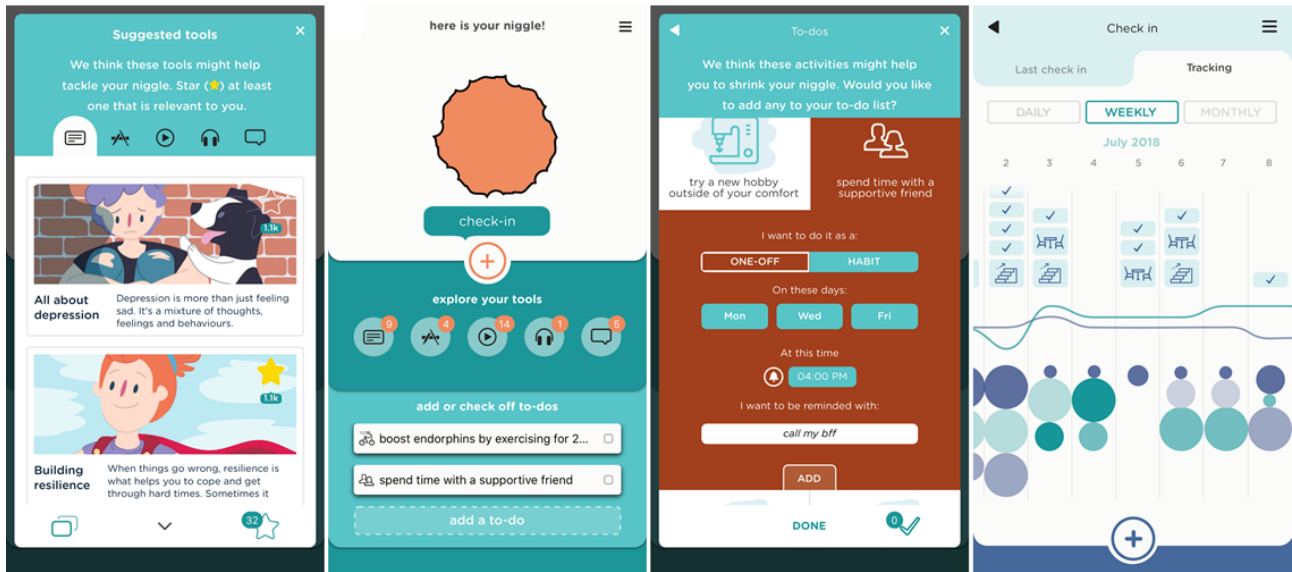 Suggested tools
We think these tools might help
tackle your niggle. Star (⭐) at least
one that is relevant to you.
1.1k
All about
depression
Depression is more than just feeling
sad. It's a mixture of thoughts,
feelings and behaviours.
1.1k
Building
resilience
When things go wrong, resilience is
what helps you to cope and get
through hard times. Sometimes it
32
here is your niggle!
check-in
explore your tools
9
4
14
1
5
add or check off to-dos
boost endorphins by exercising for 2...
spend time with a supportive friend
add a to-do
To-dos
We think these activities might help
you to shrink your niggle. Would you like
to add any to your to-do list?
try a new hobby
outside of your comfort
spend time with a
supportive friend
I want to do it as a:
ONE-OFF HABIT
On these days:
Mon Wed Fri
At this time
04:00 PM
I want to be reminded with:
call my bff
ADD
DONE
0
Check in
Last check in
Tracking
DAILY WEEKLY MONTHLY
July 2018
2 3 4 5 6 7 8